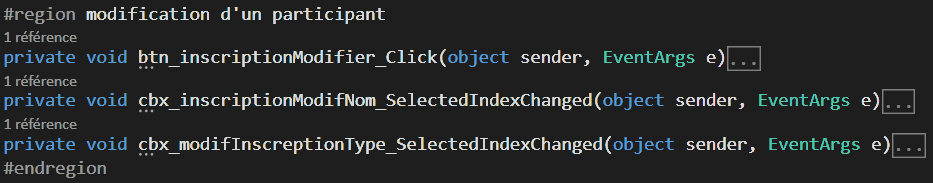 #region modification d'un participant
1 référence
private void btn_inscriptionModifier_Click(object sender, EventArgs e)...
1 référence
private void cbx_inscriptionModifNom_SelectedIndexChanged(object sender, EventArgs e)...
1 référence
private void cbx_modifInscreptionType_SelectedIndexChanged(object sender, EventArgs e)...
#endregion